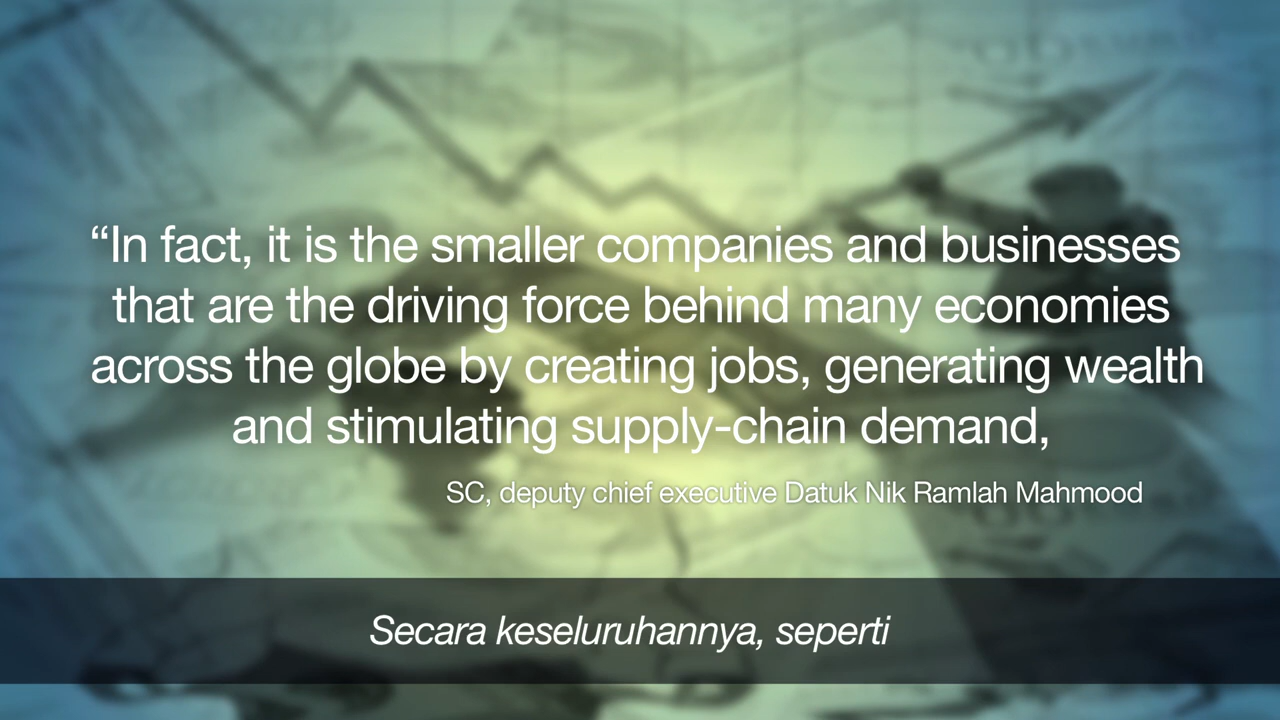 “In fact, it is the smaller companies and businesses
that are the driving force behind many economies
across the globe by creating jobs, generating wealth
and stimulating supply-chain demand,
SC, deputy chief executive Datuk Nik Ramlah Mahmood
Secara keseluruhannya, seperti